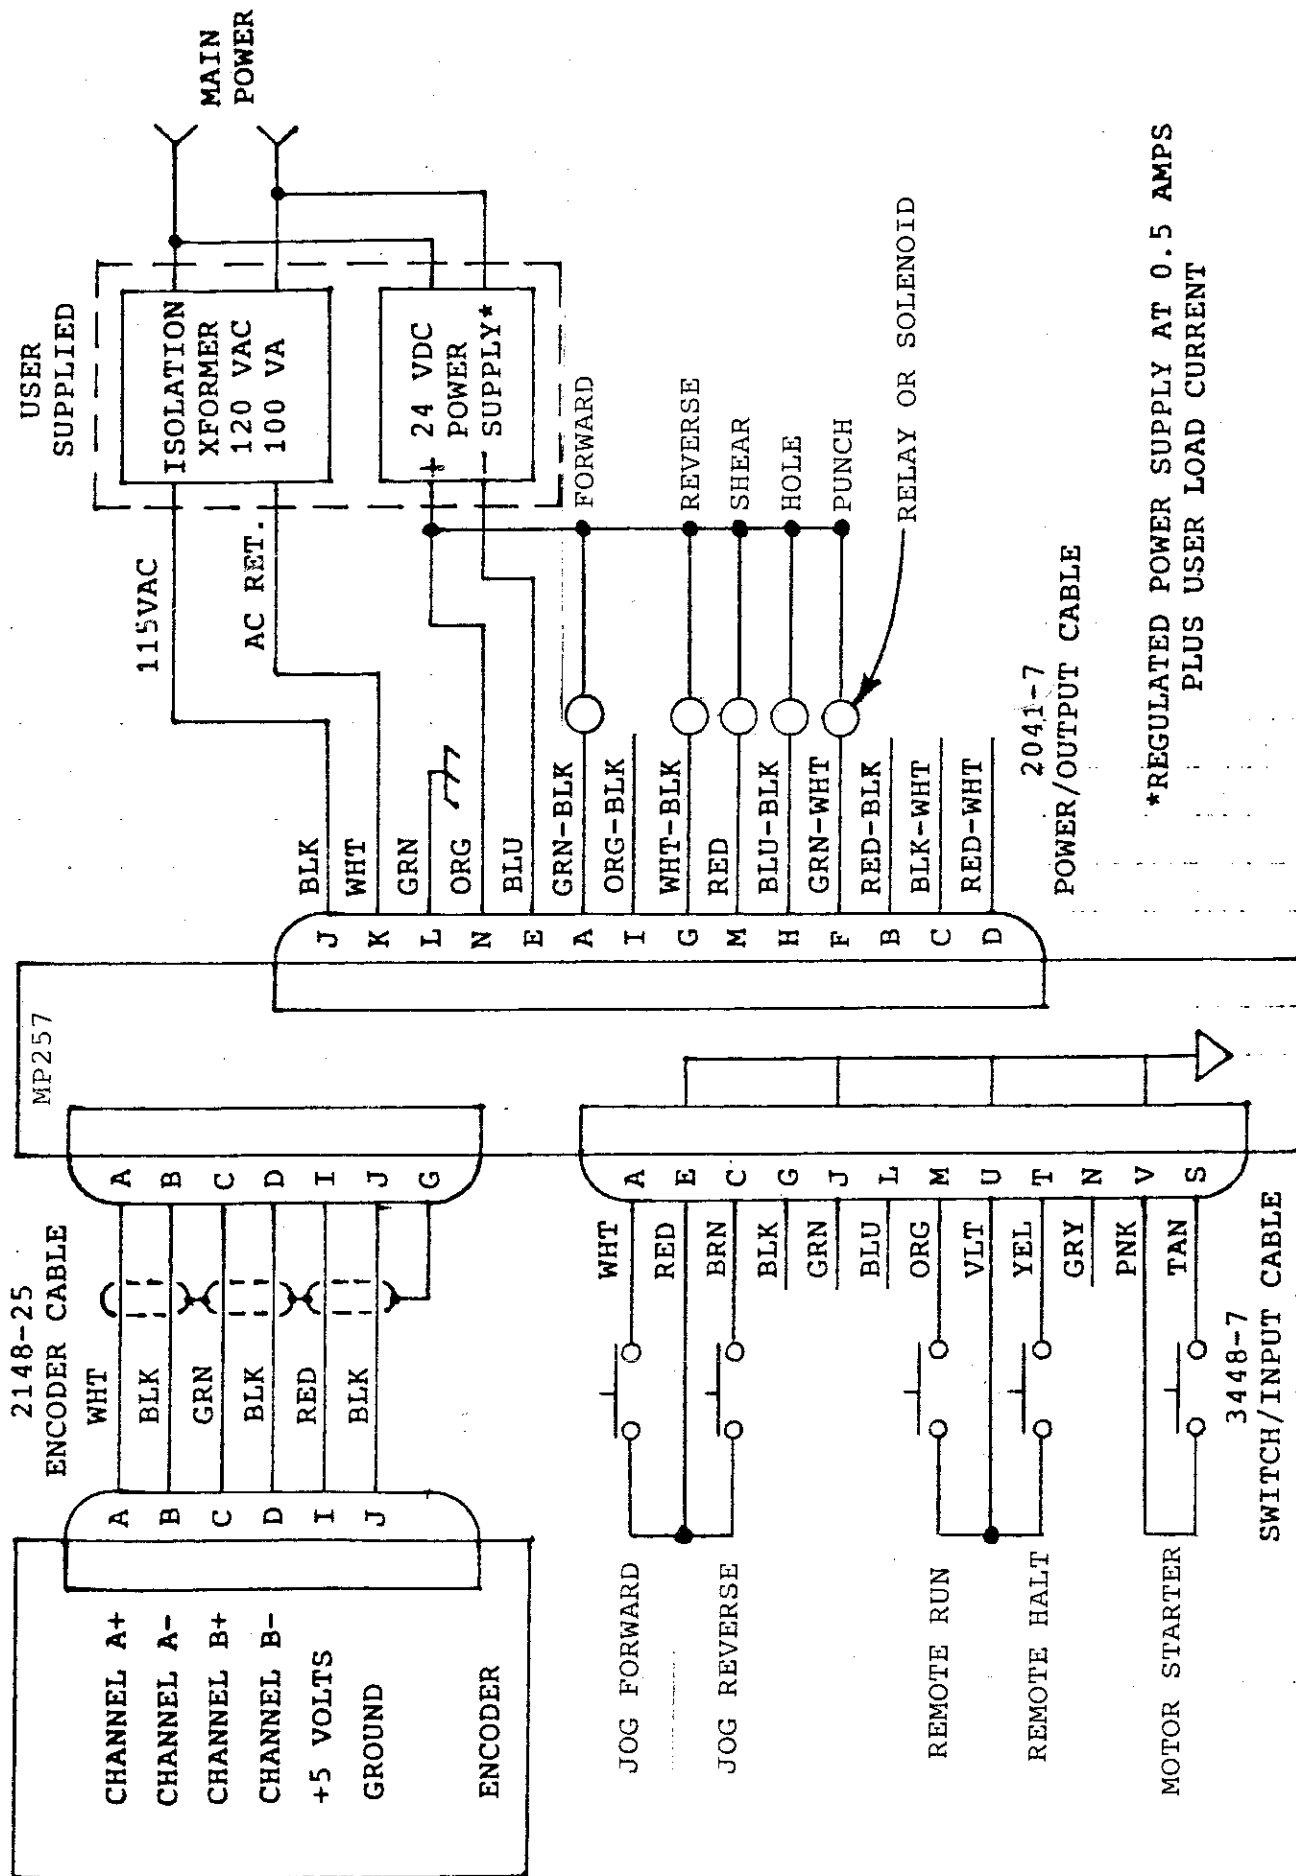 2148-25
ENCODER CABLE
CHANNEL A+
CHANNEL A-
CHANNEL B+
CHANNEL B-
+5 VOLTS
GROUND
ENCODER
A
B
C
D
I
J
WHT
BLK
GRN
BLK
RED
BLK
A
B
C
D
I
J
G
MP257
JOG FORWARD
JOG REVERSE
REMOTE RUN
REMOTE HALT
MOTOR STARTER
WHT
RED
BRN
BLK
GRN
BLU
ORG
VLT
YEL
GRY
PNK
TAN
A
E
C
G
J
L
M
U
T
N
V
S
3448-7
SWITCH/INPUT CABLE
J
K
L
N
E
A
I
G
M
H
F
B
C
D
BLK
WHT
GRN
ORG
BLU
GRN-BLK
ORG-BLK
WHT-BLK
RED
BLU-BLK
GRN-WHT
RED-BLK
BLK-WHT
RED-WHT
2041-7
POWER/OUTPUT CABLE
115VAC
AC RET.
USER
SUPPLIED
ISOLATION
XFORMER
120 VAC
100 VA
+ 24 VDC
POWER
- SUPPLY*
MAIN
POWER
FORWARD
REVERSE
SHEAR
HOLE
PUNCH
RELAY OR SOLENOID
*REGULATED POWER SUPPLY AT 0.5 AMPS
PLUS USER LOAD CURRENT